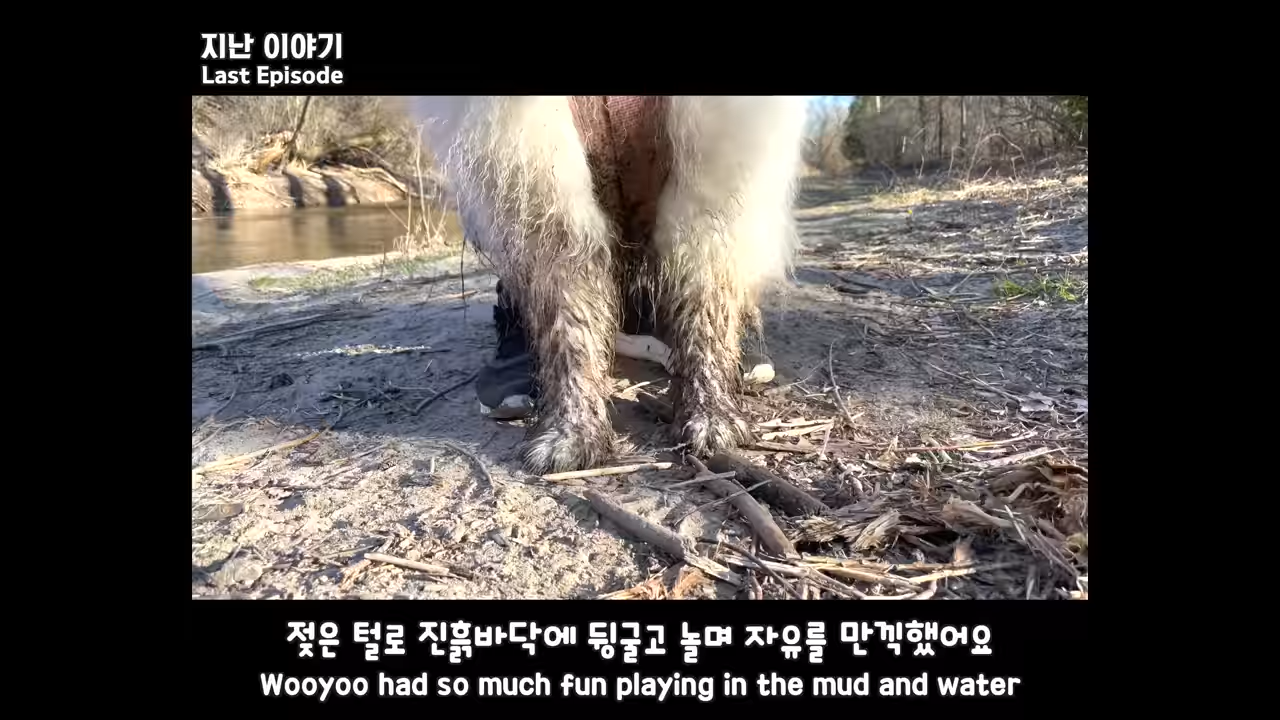 지난 이야기
Last Episode
젖은 털로 진흙바닥에 뒹굴고 놀며 자유를 만끽했어요
Wooyoo had so much fun playing in the mud and water